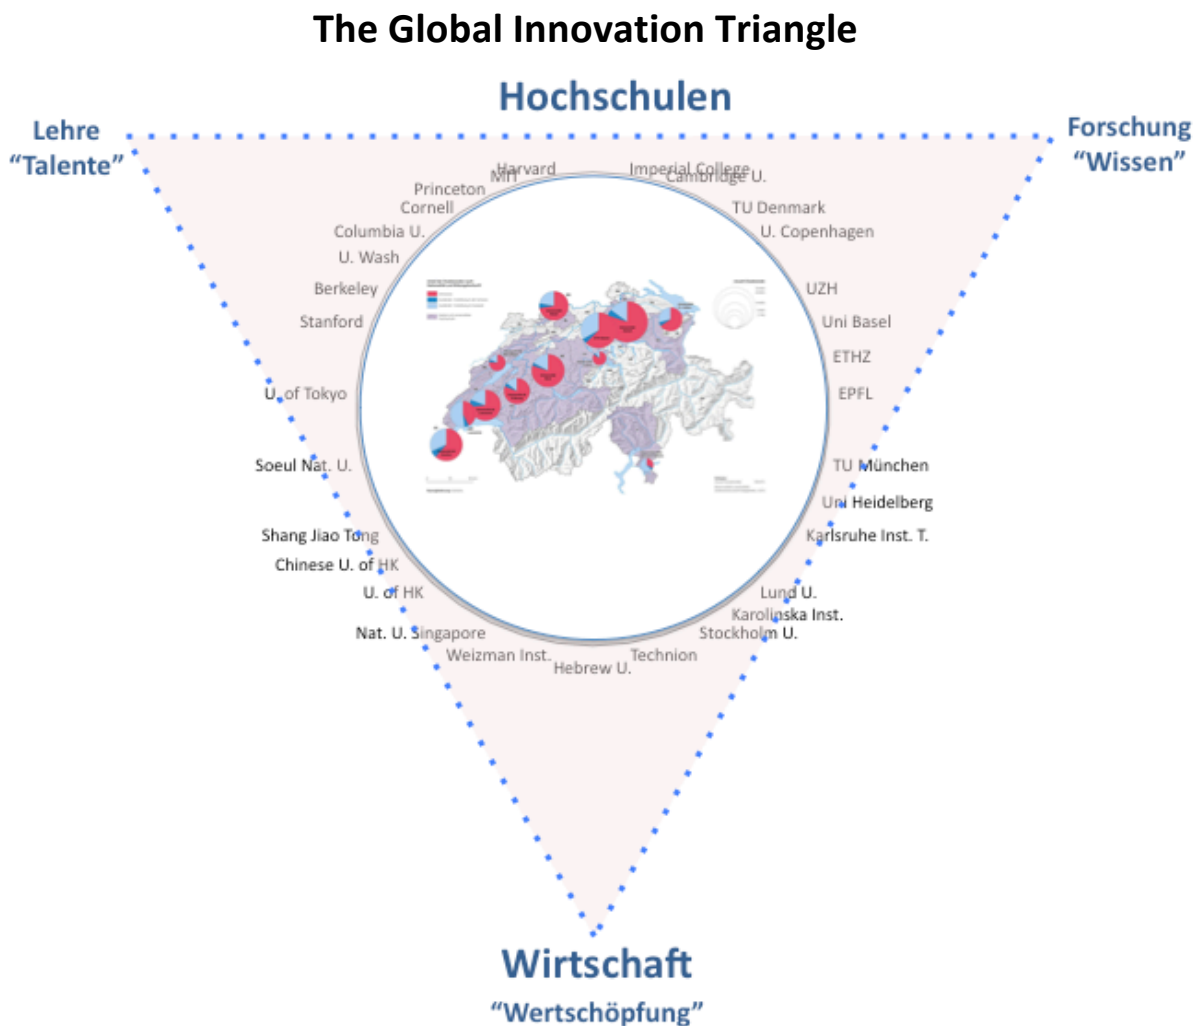 The Global Innovation Triangle
Hochschulen
Lehre
“Talente”
Forschung
“Wissen”
Harvard
MIT
Princeton
Cornell
Columbia U.
U. Wash
Berkeley
Stanford
U. of Tokyo
Soeul Nat. U.
Shang Jiao Tong
Chinese U. of HK
U. of HK
Nat. U. Singapore
Weizman Inst.
Hebrew U.
Technion
Stockholm U.
Karolinska Inst.
Lund U.
Karlsruhe Inst. T.
Uni Heidelberg
TU München
EPFL
ETHZ
Uni Basel
UZH
U. Copenhagen
TU Denmark
Cambridge U.
Imperial College
Wirtschaft
“Wertschöpfung”